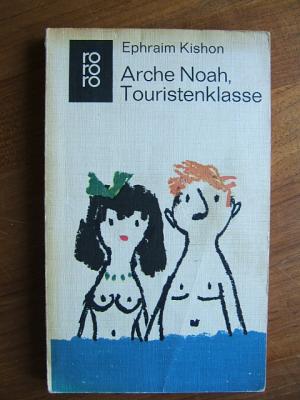 ro
ro
ro
Ephraim Kishon
Arche Noah,
Touristenklasse